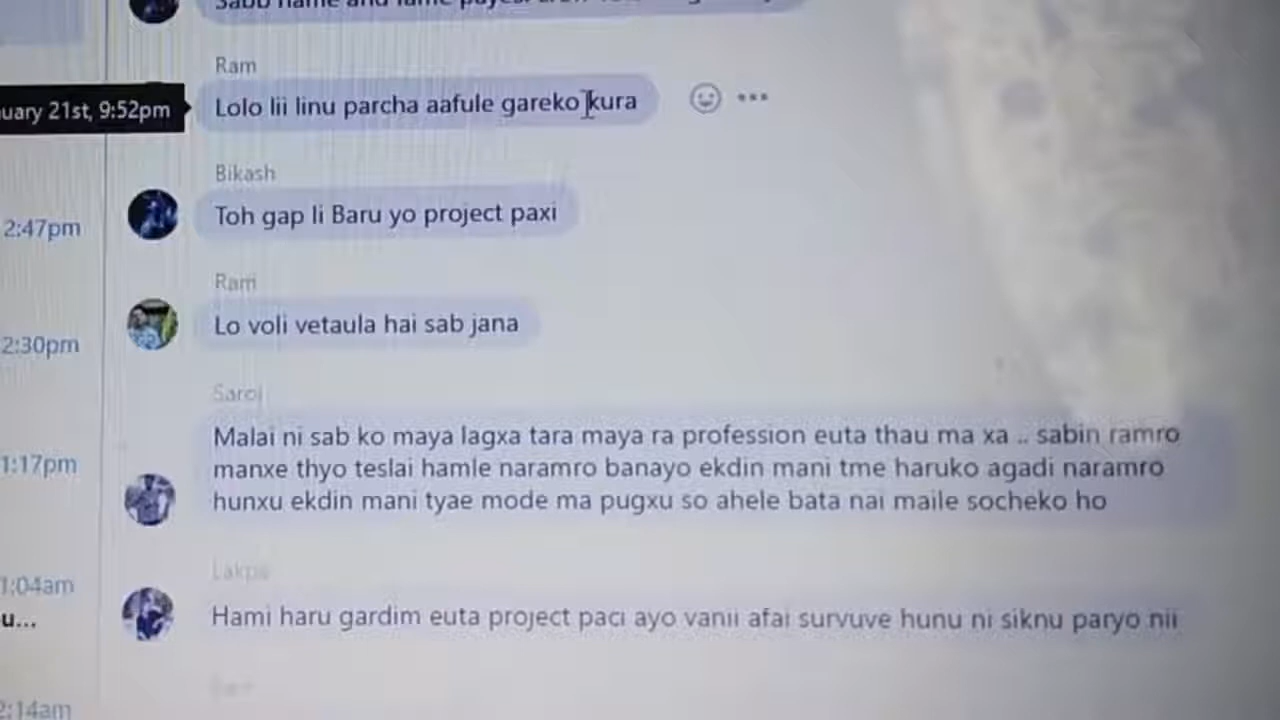 Sabb name and fame payesi
Ram
uary 21st, 9:52pm
Lolo lii linu parcha aafule gareko kura
Bikash
2:47pm
Toh gap li Baru yo project paxi
Ram
2:30pm
Lo voli vetaula hai sab jana
Saroj
1:17pm
Malai ni sab ko maya lagxa tara maya ra profession euta thau ma xa .. sabin ramro
manxe thyo teslai hamle naramro banayo ekdin mani tme haruko agadi naramro
hunxu ekdin mani tyae mode ma pugxu so ahele bata nai maile socheko ho
Lakpa
1:04am
u...
Hami haru gardim euta project paci ayo vanii afai survuve hunu ni siknu paryo nii
2:14am